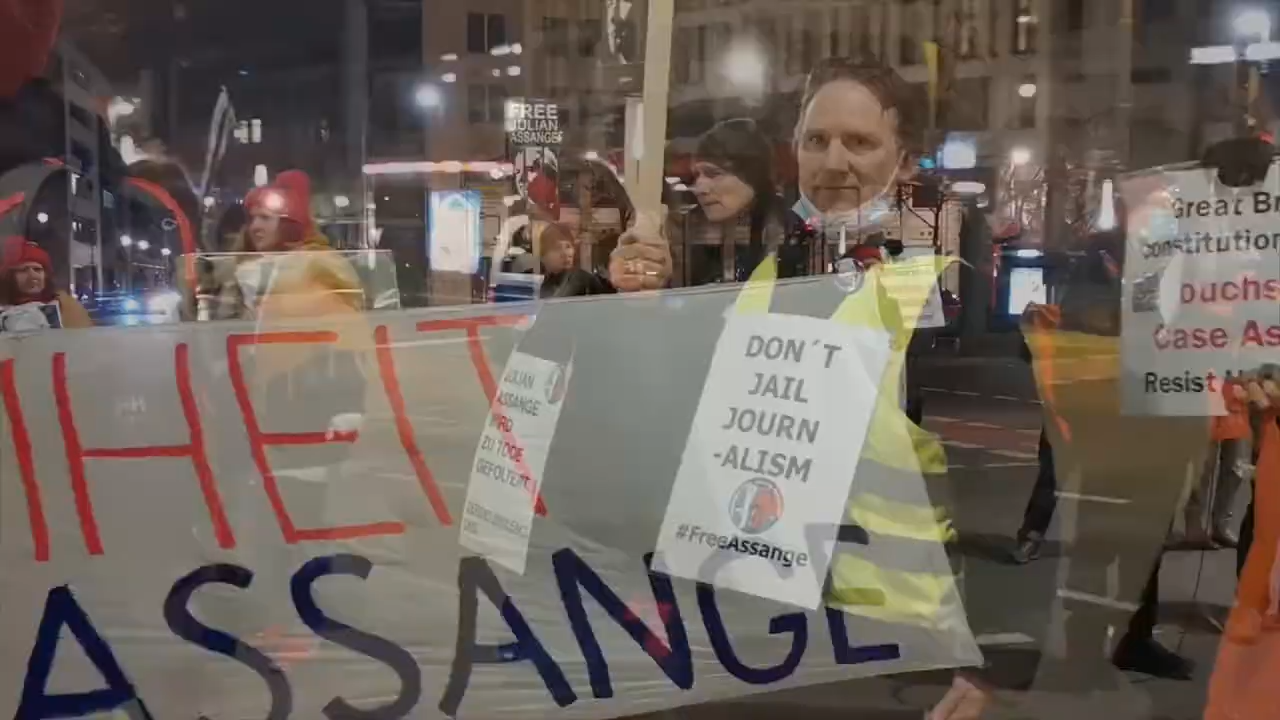 FREE
JULIAN
ASSANGE
IHEIT
ASSANGE
JULIAN
ASSANGE
WIRD
ZU TODE
GEFOLTERT!
DON´T
JAIL
JOURN
-ALISM
#FreeAssange
Great Br
constitution
ouchs
Case As
Resist